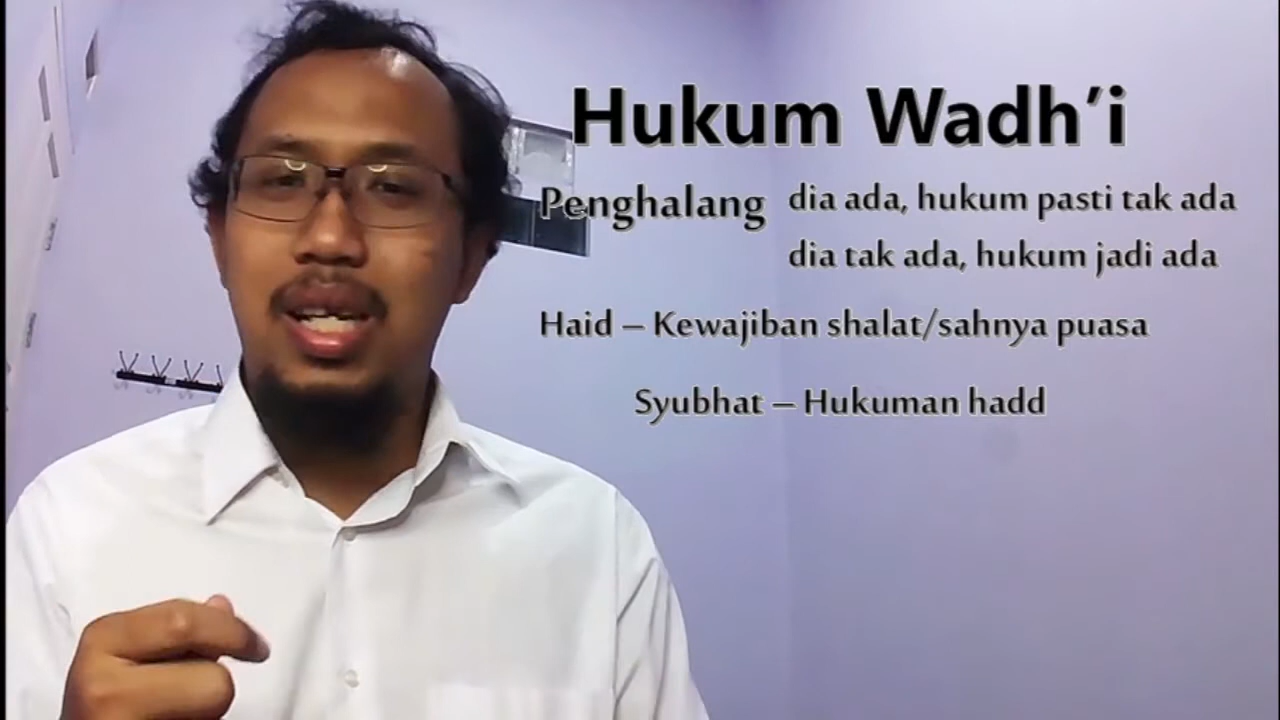 Hukum Wadh'i
Penghalang dia ada, hukum pasti tak ada
dia tak ada, hukum jadi ada
Haid – Kewajiban shalat/sahnya puasa
Syubhat – Hukuman hadd